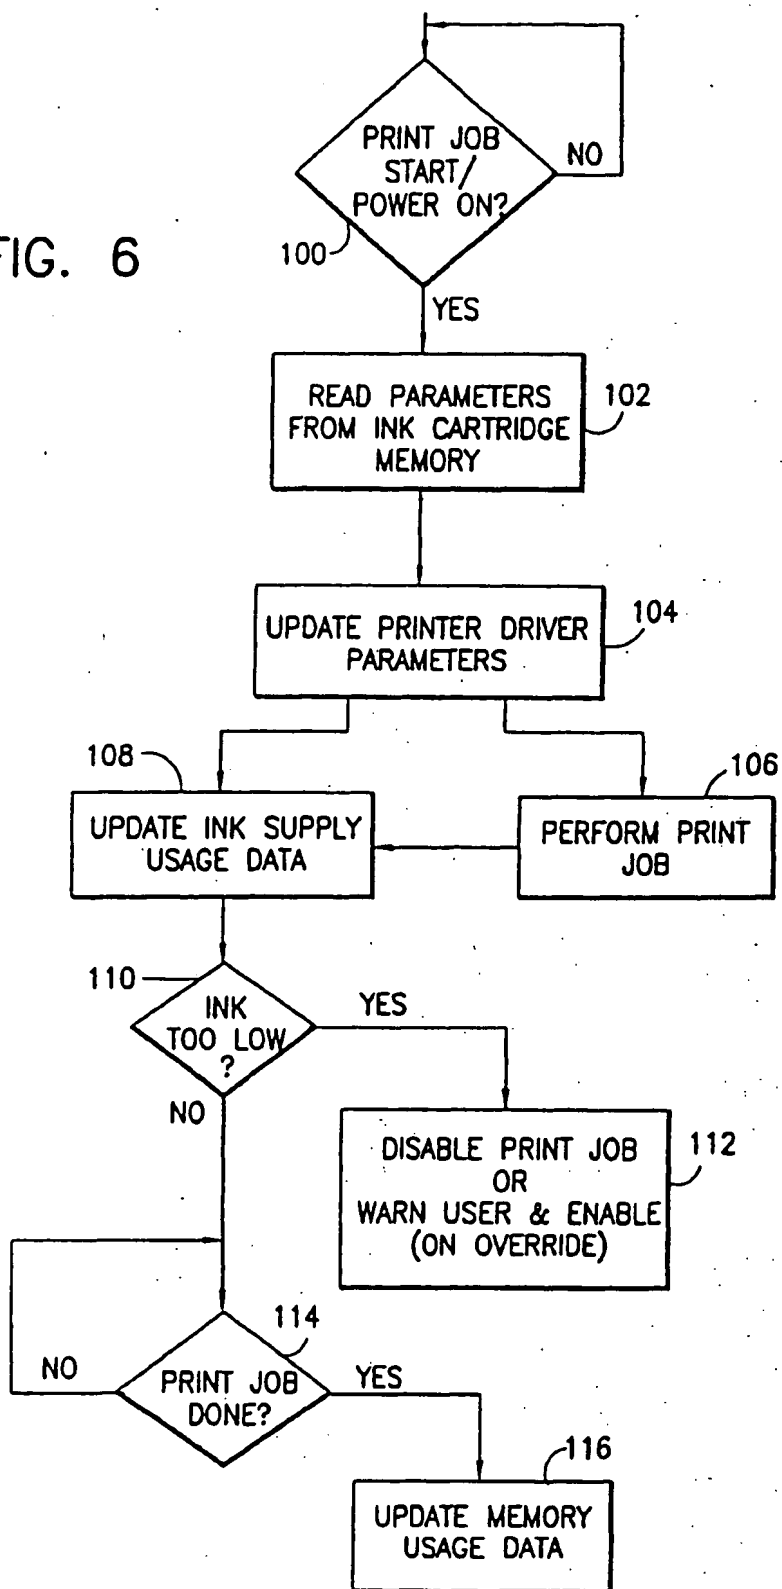 PRINT JOB
START/
POWER ON?
NO
100
FIG. 6
YES
READ PARAMETERS
FROM INK CARTRIDGE
MEMORY
102
UPDATE PRINTER DRIVER
PARAMETERS
104
108
UPDATE INK SUPPLY
USAGE DATA
106
PERFORM PRINT
JOB
110
INK
TOO LOW
?
YES
NO
DISABLE PRINT JOB
OR
WARN USER & ENABLE
(ON OVERRIDE)
112
114
PRINT JOB
DONE?
NO
YES
116
UPDATE MEMORY
USAGE DATA